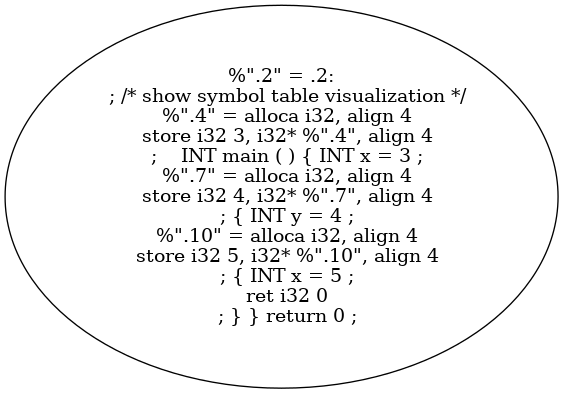 %".2" = .2:
; /* show symbol table visualization */
%".4" = alloca i32, align 4
store i32 3, i32* %".4", align 4
;    INT main ( ) { INT x = 3 ;
%".7" = alloca i32, align 4
store i32 4, i32* %".7", align 4
; { INT y = 4 ;
%".10" = alloca i32, align 4
store i32 5, i32* %".10", align 4
; { INT x = 5 ;
ret i32 0
; } } return 0 ;